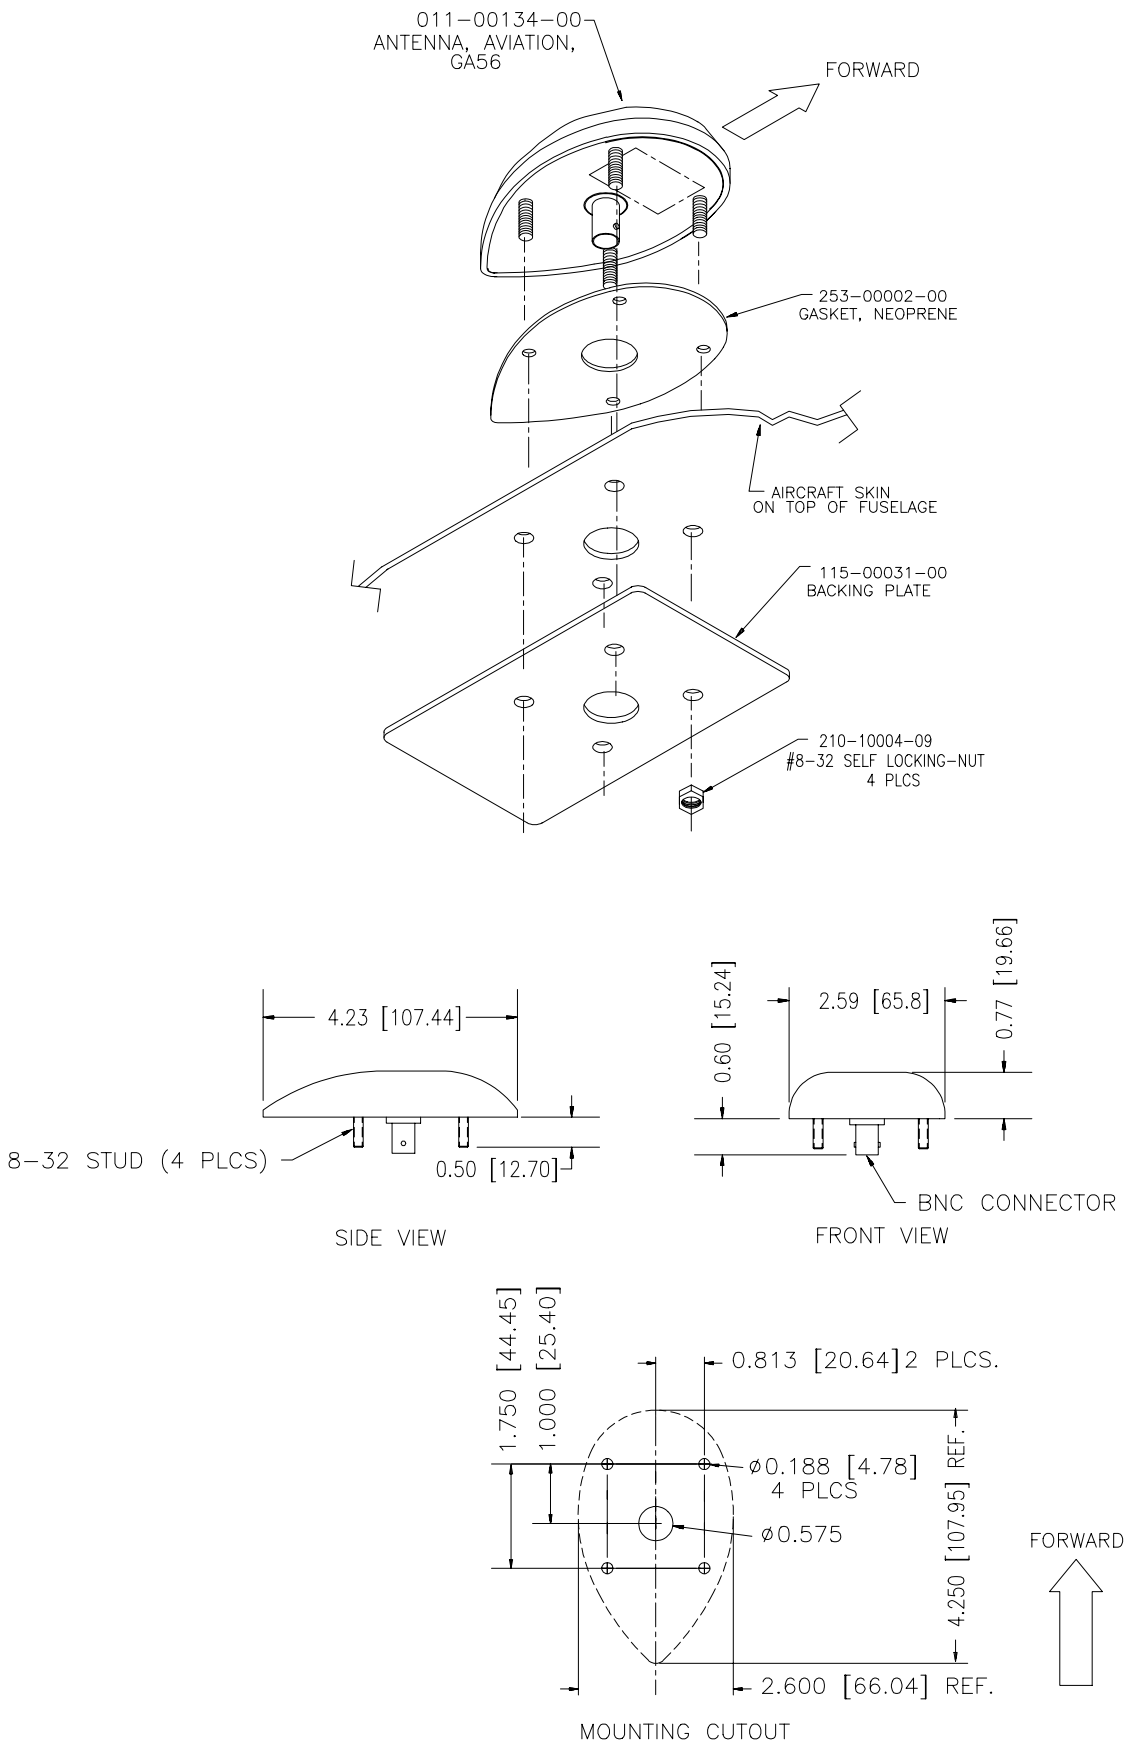 011-00134-00
ANTENNA, AVIATION,
GA56
FORWARD
253-00002-00
GASKET, NEOPRENE
AIRCRAFT SKIN
ON TOP OF FUSELAGE
115-00031-00
BACKING PLATE
210-10004-09
#8-32 SELF LOCKING-NUT
4 PLCS
4.23 [107.44]
8-32 STUD (4 PLCS)
0.50 [12.70]
SIDE VIEW
0.60 [15.24]
2.59 [65.8]
0.77 [19.66]
BNC CONNECTOR
FRONT VIEW
1.750 [44.45]
1.000 [25.40]
0.813 [20.64] 2 PLCS.
⌀0.188 [4.78]
4 PLCS
⌀0.575
4.250 [107.95] REF.
2.600 [66.04] REF.
FORWARD
MOUNTING CUTOUT